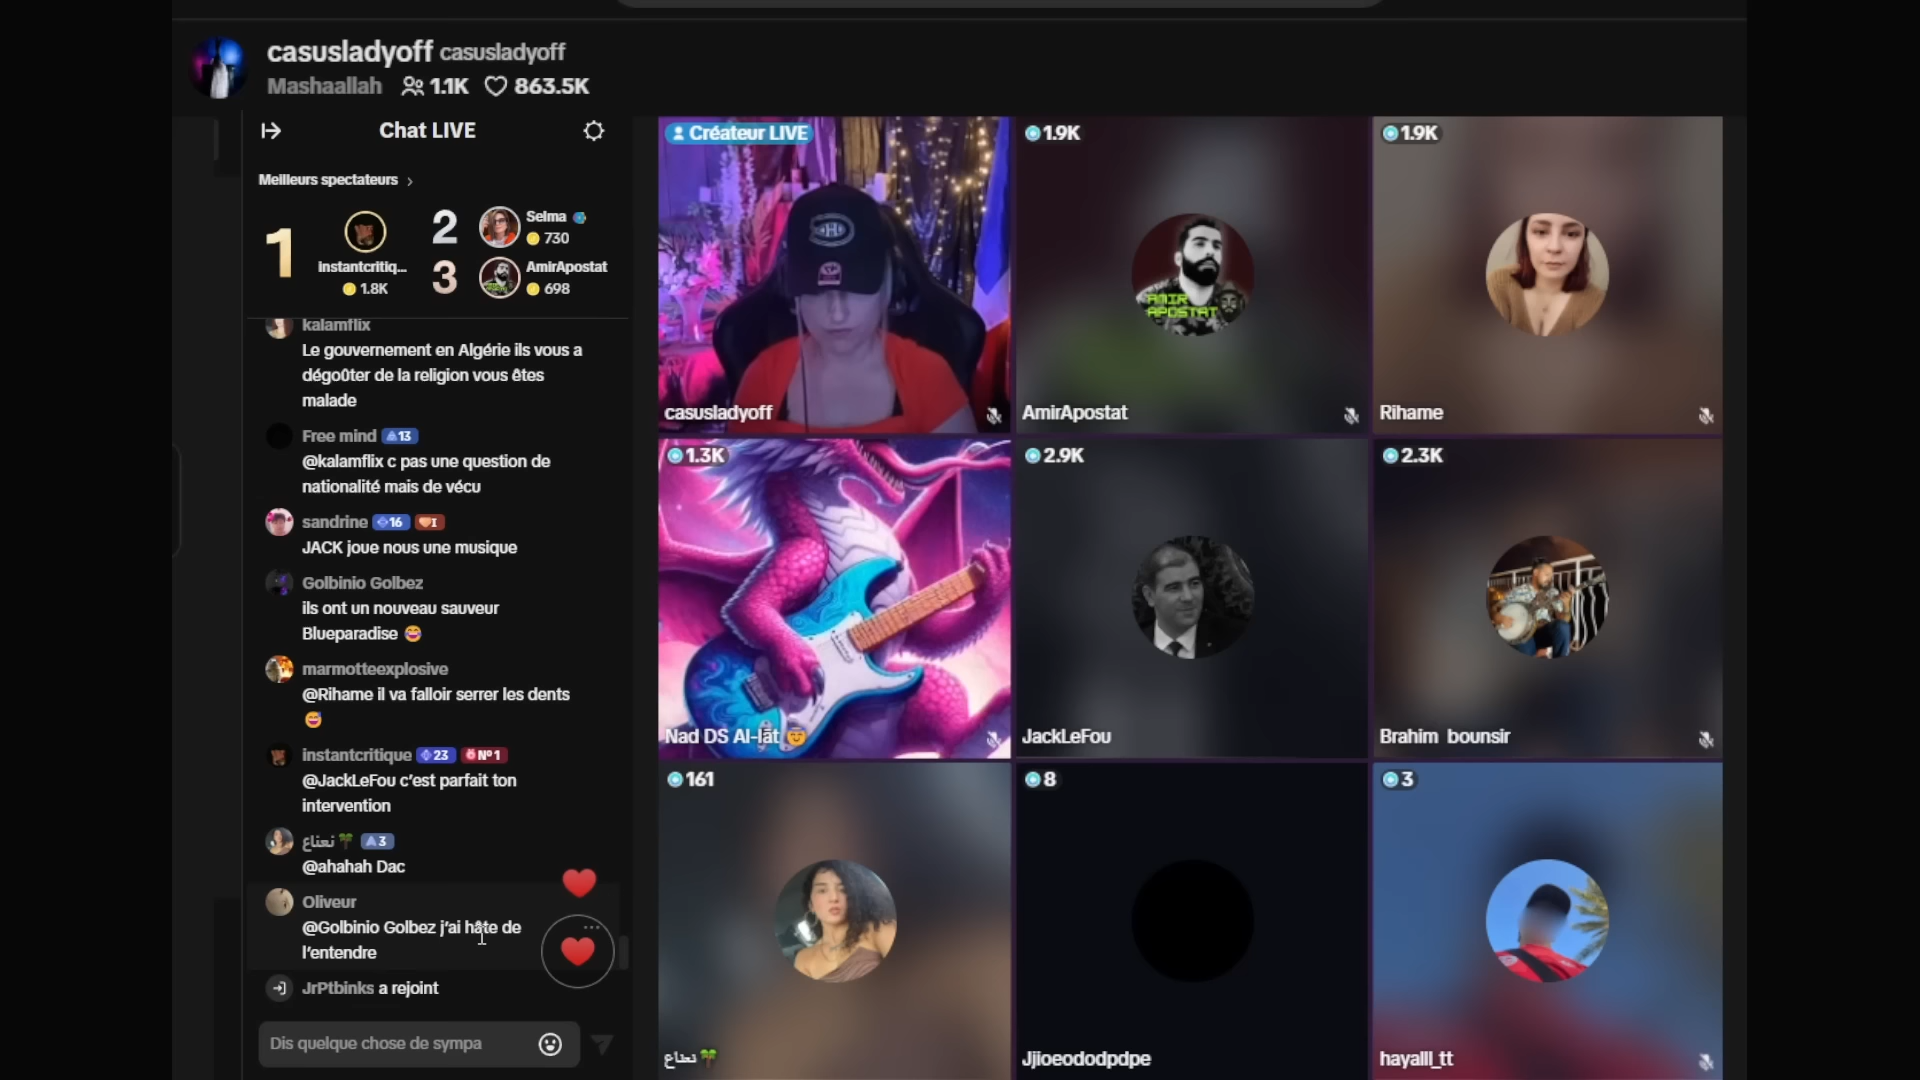 casusladyoff casusladyoff
Mashaallah 1.1K 863.5K
Chat LIVE
Meilleurs spectateurs >
1
instantcritiq...
1.8K
2
Selma
730
3
AmirApostat
698
kalamflix
Le gouvernement en Algérie ils vous a
dégoûter de la religion vous êtes
malade
Free mind 13
@kalamflix c pas une question de
nationalité mais de vécu
sandrine 16 I
JACK joue nous une musique
Golbinio Golbez
ils ont un nouveau sauveur
Blueparadise 😂
marmotteexplosive
@Rihame il va falloir serrer les dents
😅
instantcritique 23 Nº1
@JackLeFou c'est parfait ton
intervention
نعناع🌴 3
@ahahah Dac
Oliveur
@Golbinio Golbez j'ai hâte de
l'entendre
JrPtbinks a rejoint
Dis quelque chose de sympa
Créateur LIVE
casusladyoff
1.9K
AMIR
APOSTAT
AmirApostat
1.9K
Rihame
1.3K
Nad DS Al-lāt
2.9K
JackLeFou
2.3K
Brahim bounsir
161
نعناع🌴
8
Jjioeododpdpe
3
hayalll_tt